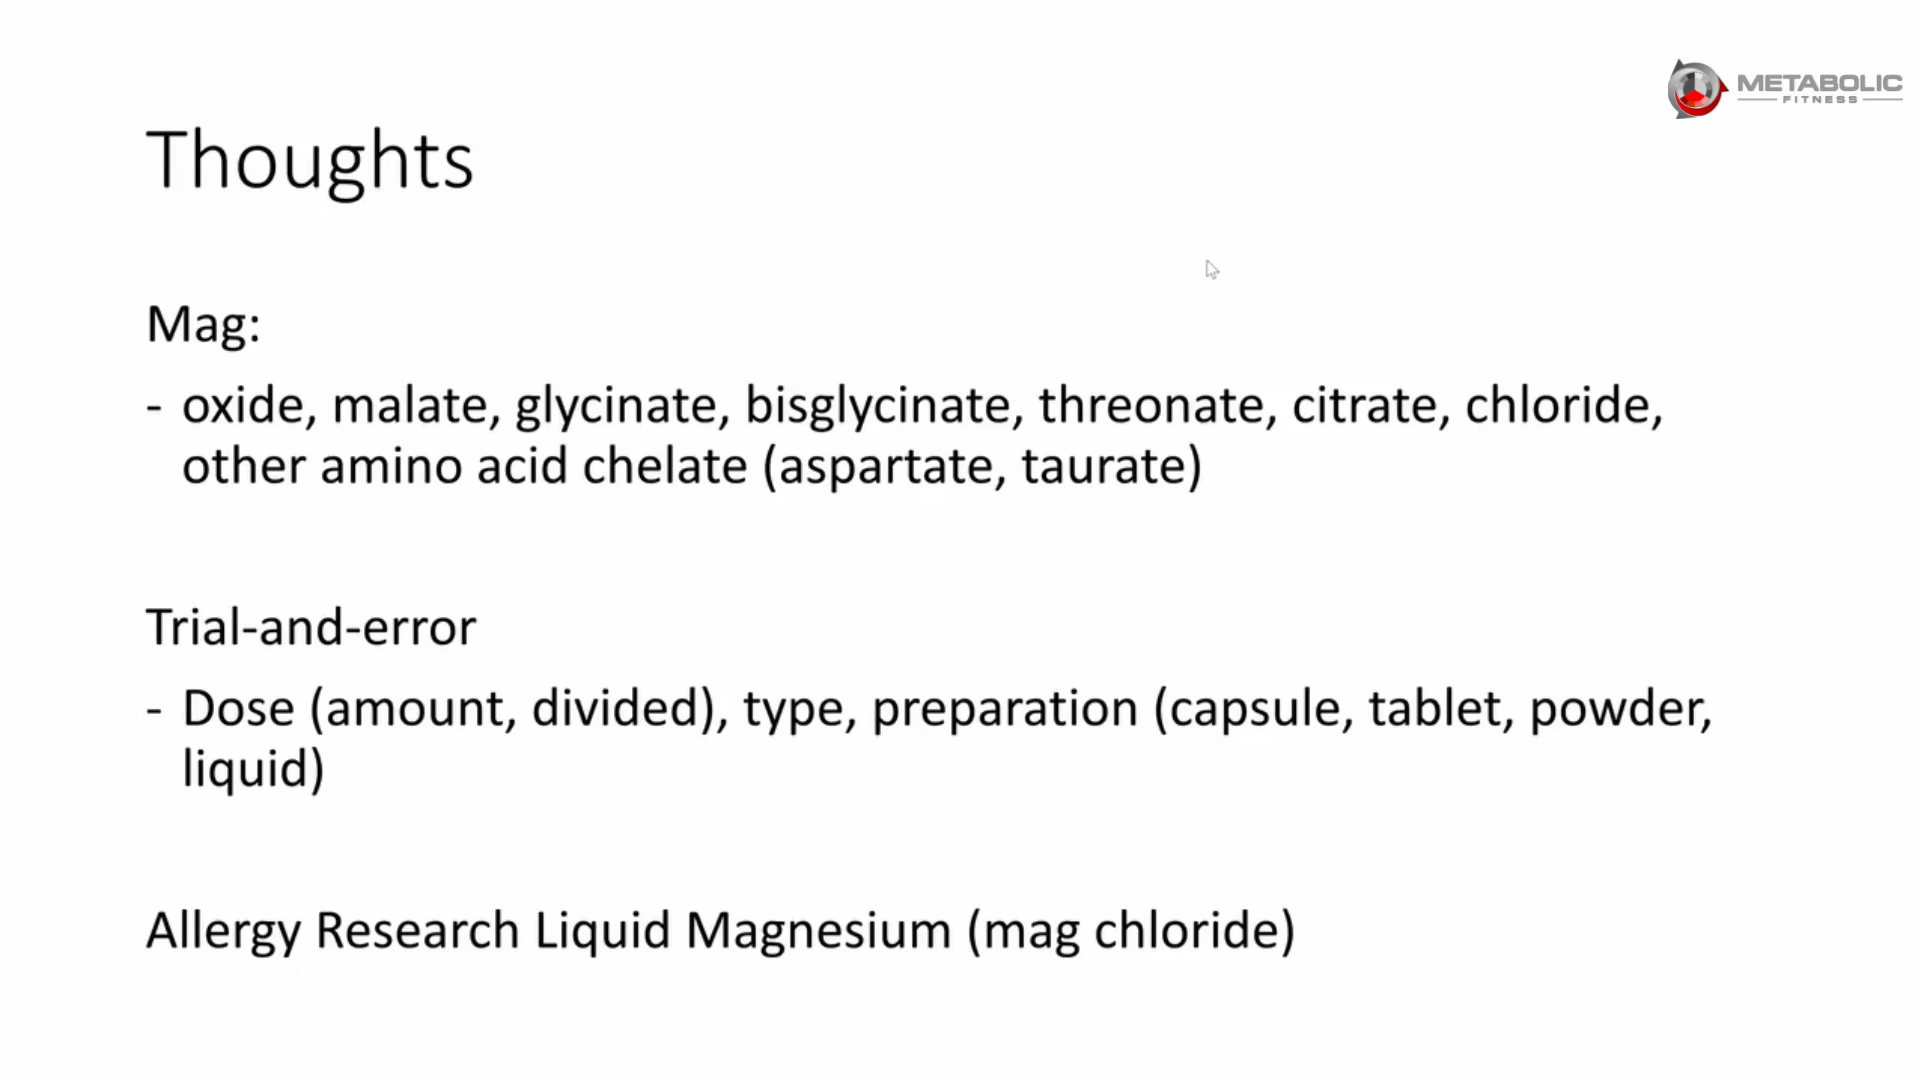 METABOLIC
FITNESS
Thoughts
Mag:
- oxide, malate, glycinate, bisglycinate, threonate, citrate, chloride,
other amino acid chelate (aspartate, taurate)
Trial-and-error
- Dose (amount, divided), type, preparation (capsule, tablet, powder,
liquid)
Allergy Research Liquid Magnesium (mag chloride)